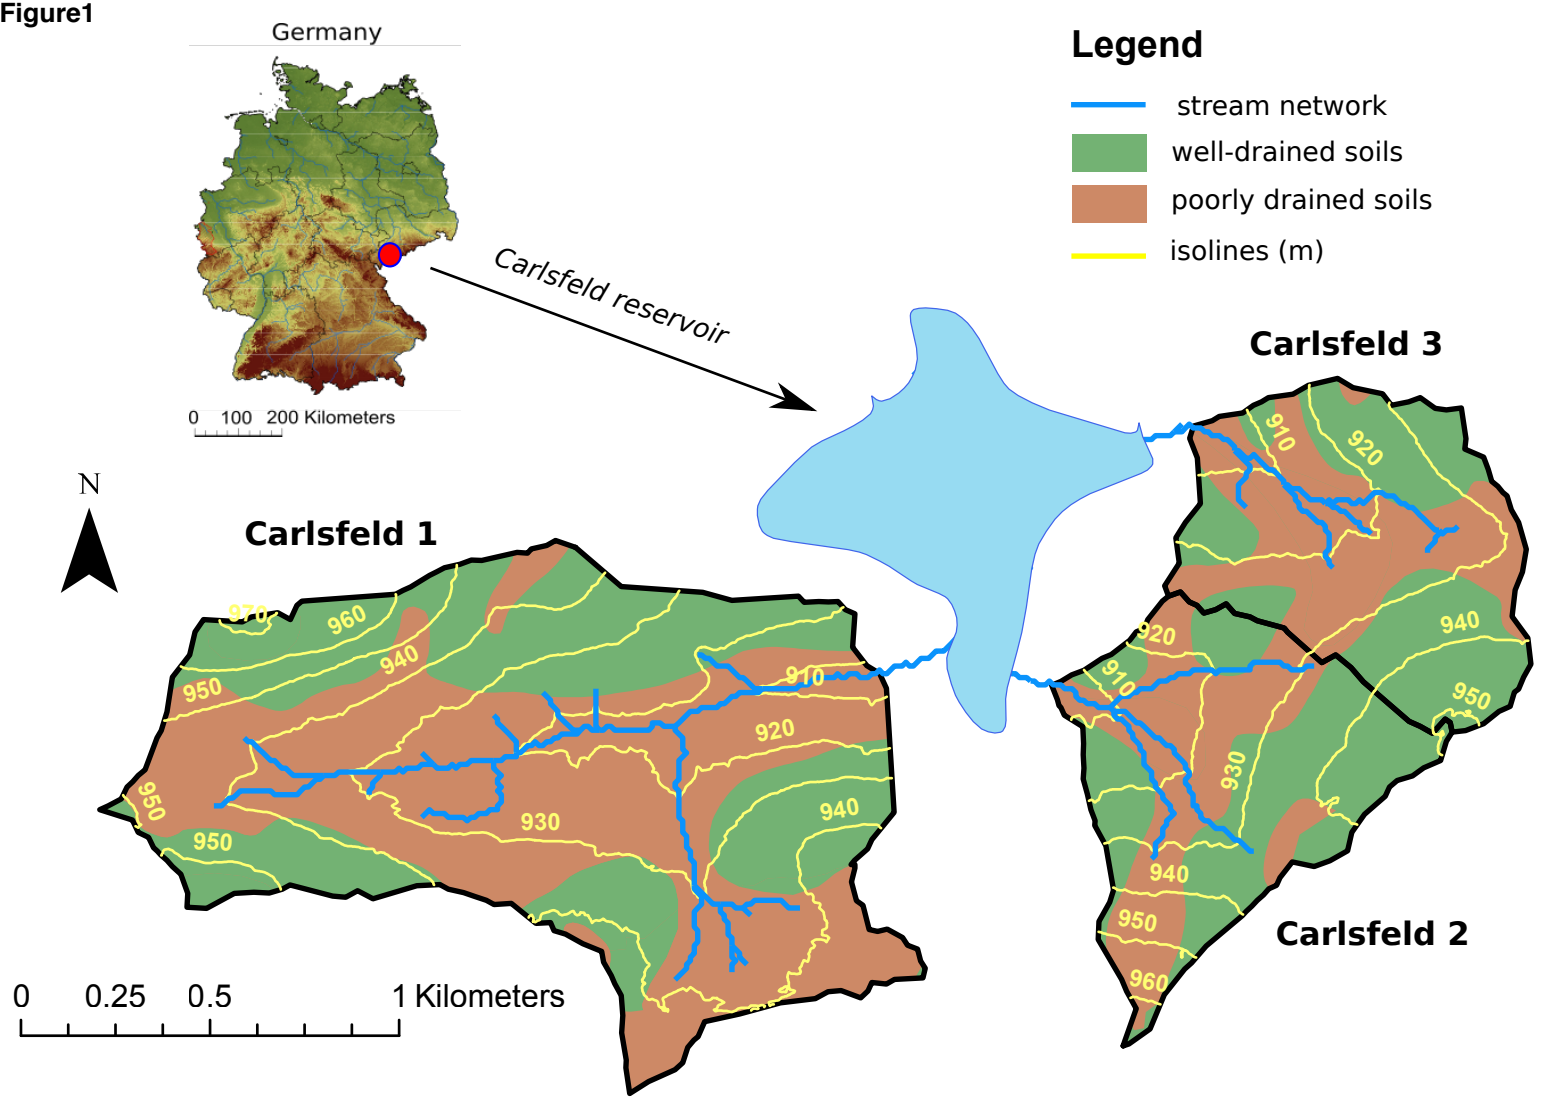 Figure1
Germany
0 100 200 Kilometers
N
Carlsfeld reservoir
Legend
stream network
well-drained soils
poorly drained soils
isolines (m)
Carlsfeld 3
910
920
940
950
Carlsfeld 1
970
960
940
950
910
920
950
950
930
940
920
910
930
940
950
960
Carlsfeld 2
0 0.25 0.5 1 Kilometers